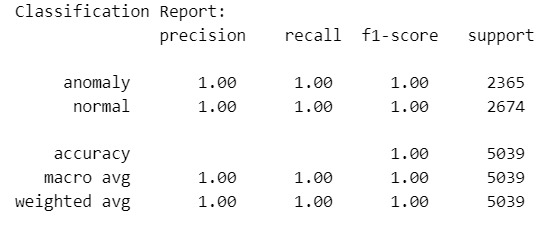 Classification Report:
precision recall f1-score support
anomaly 1.00 1.00 1.00 2365
normal 1.00 1.00 1.00 2674
accuracy 1.00 5039
macro avg 1.00 1.00 1.00 5039
weighted avg 1.00 1.00 1.00 5039